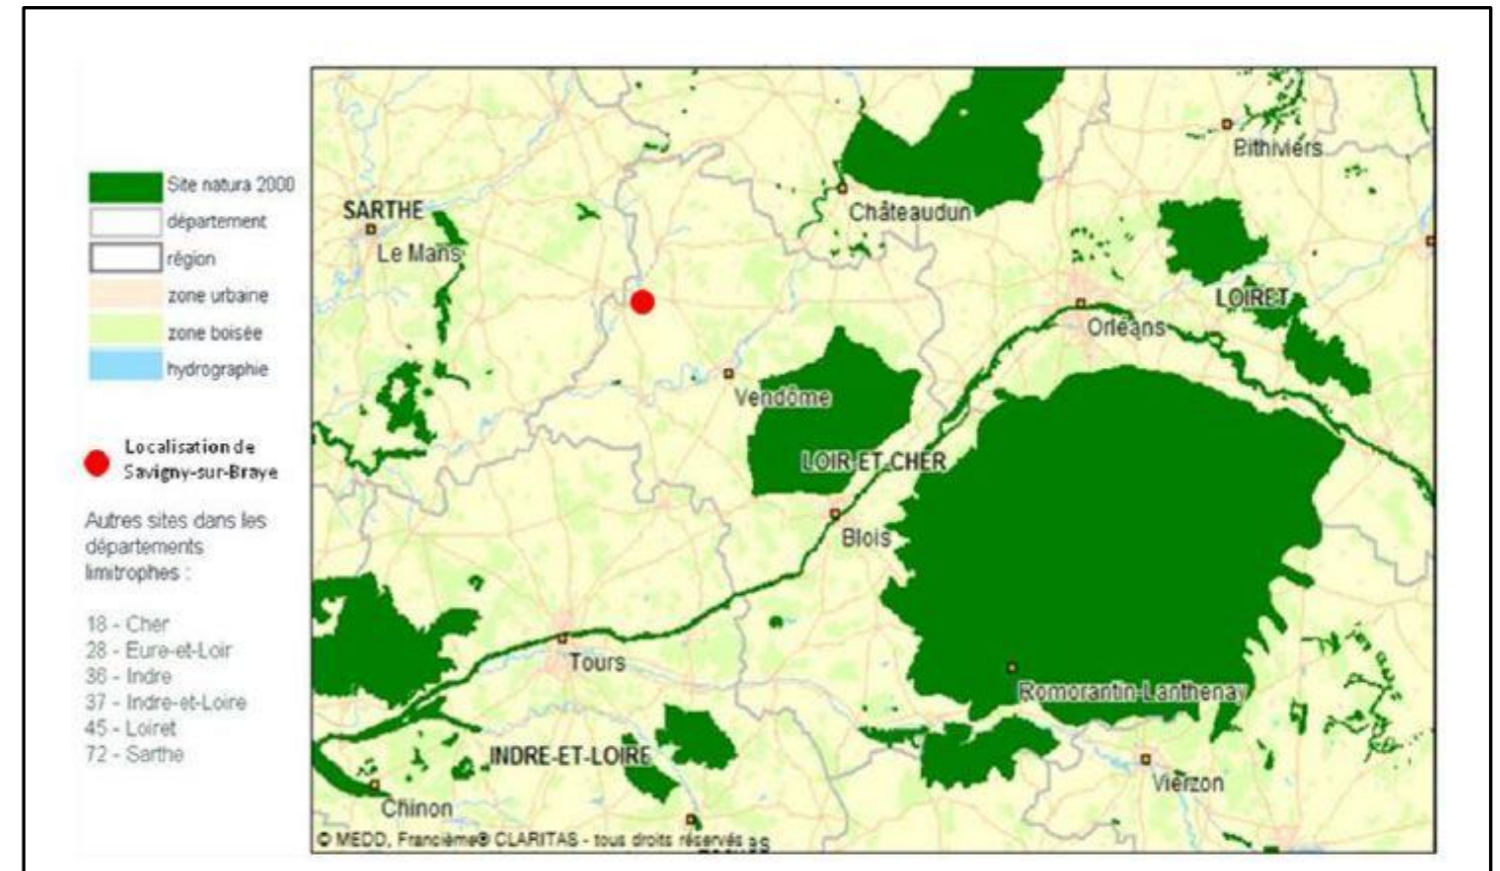 Site natura 2000
département
région
zone urbaine
zone boisée
hydrographie
Localisation de
Savigny-sur-Braye
Autres sites dans les
départements
limitrophes :
18 - Cher
28 - Eure-et-Loir
36 - Indre
37 - Indre-et-Loire
45 - Loiret
72 - Sarthe
Pithiviers
SARTHE
Châteaudun
Le Mans
LOIRET
Orléans
Vendôme
LOIR-ET-CHER
Blois
Tours
Romorantin-Lanthenay
INDRE-ET-LOIRE
Vierzon
Chinon
© MEDD, Francième® CLARITAS - tous droits réservés